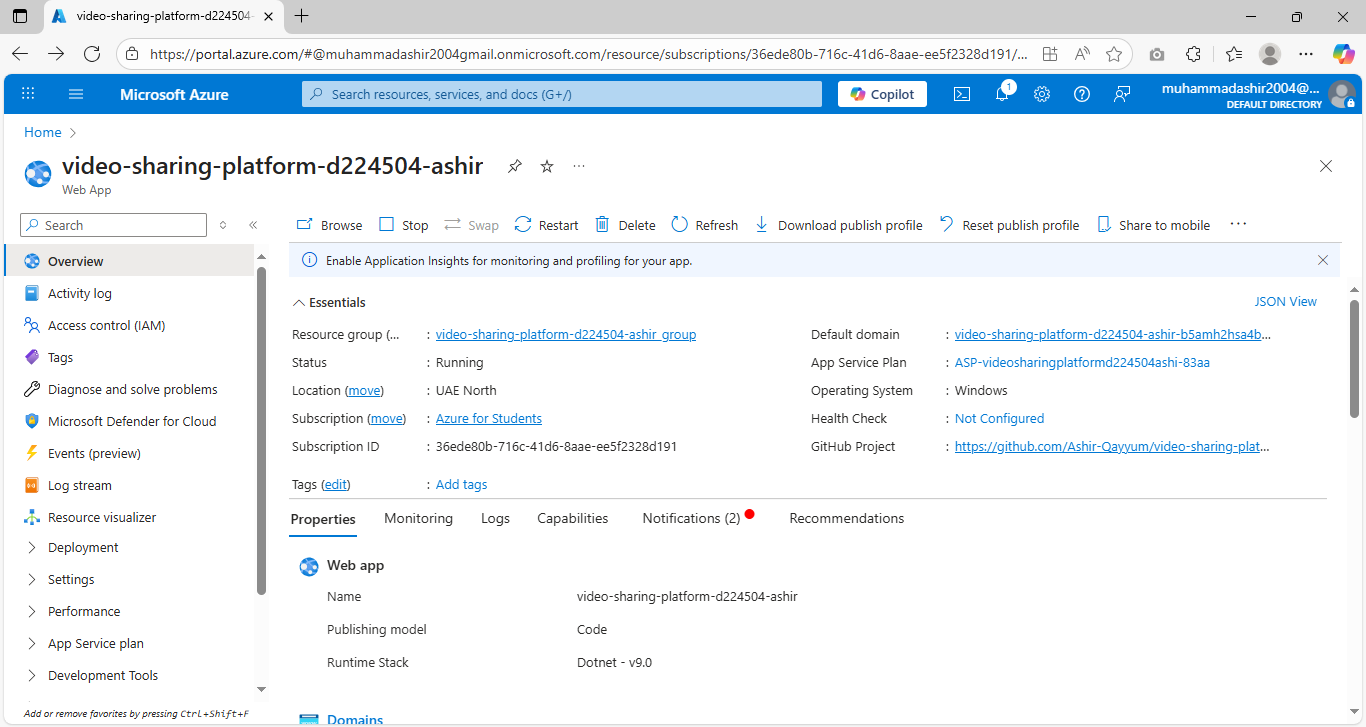 video-sharing-platform-d224504-
https://portal.azure.com/#@muhammadashir2004gmail.onmicrosoft.com/resource/subscriptions/36ede80b-716c-41d6-8aae-ee5f2328d191/...
Microsoft Azure
Search resources, services, and docs (G+/)
Copilot
1
muhammadashir2004@...
DEFAULT DIRECTORY
Home
video-sharing-platform-d224504-ashir
Web App
Search
Browse Stop Swap Restart Delete Refresh Download publish profile Reset publish profile Share to mobile
Enable Application Insights for monitoring and profiling for your app.
Overview
Activity log
Access control (IAM)
Tags
Diagnose and solve problems
Microsoft Defender for Cloud
Events (preview)
Log stream
Resource visualizer
Deployment
Settings
Performance
App Service plan
Development Tools
Add or remove favorites by pressing Ctrl+Shift+F
Essentials
JSON View
Resource group (... : video-sharing-platform-d224504-ashir_group
Status : Running
Location (move) : UAE North
Subscription (move) : Azure for Students
Subscription ID : 36ede80b-716c-41d6-8aae-ee5f2328d191
Default domain : video-sharing-platform-d224504-ashir-b5amh2hsa4b...
App Service Plan : ASP-videosharingplatformd224504ashi-83aa
Operating System : Windows
Health Check : Not Configured
GitHub Project : https://github.com/Ashir-Qayyum/video-sharing-plat...
Tags (edit) : Add tags
Properties Monitoring Logs Capabilities Notifications (2) Recommendations
Web app
Name video-sharing-platform-d224504-ashir
Publishing model Code
Runtime Stack Dotnet - v9.0
Domains